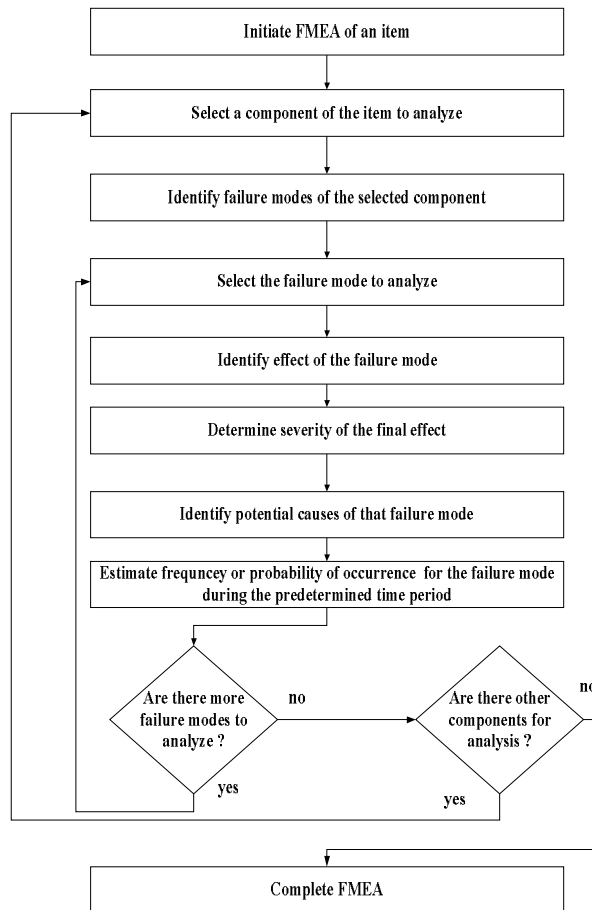 Initiate FMEA of an item
Select a component of the item to analyze
Identify failure modes of the selected component
Select the failure mode to analyze
Identify effect of the failure mode
Determine severity of the final effect
Identify potential causes of that failure mode
Estimate frequncey or probability of occurrence for the failure mode
during the predetermined time period
Are there more
failure modes to
analyze ?
no
yes
Are there other
components for
analysis ?
no
yes
Complete FMEA